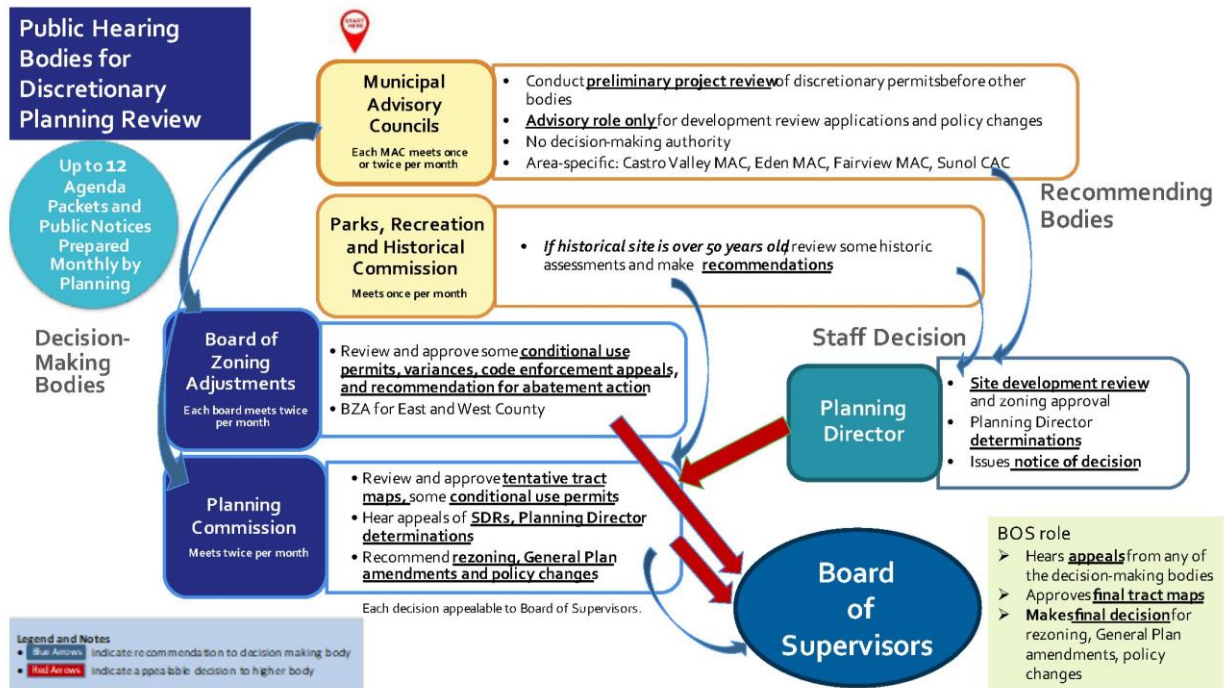 Public Hearing
Bodies for
Discretionary
Planning Review
START
HERE
Up to 12
Agenda
Packets and
Public Notices
Prepared
Monthly by
Planning
Municipal
Advisory
Councils
Each MAC meets once
or twice per month
• Conduct preliminary project review of discretionary permits before other
bodies
• Advisory role only for development review applications and policy changes
• No decision-making authority
• Area-specific: Castro Valley MAC, Eden MAC, Fairview MAC, Sunol CAC
Recommending
Bodies
Parks, Recreation
and Historical
Commission
Meets once per month
• If historical site is over 50 years old, review some historic
assessments and make recommendations
Decision-
Making
Bodies
Board of
Zoning
Adjustments
Each board meets twice
per month
• Review and approve some conditional use
permits, variances, code enforcement appeals,
and recommendation for abatement action
• BZA for East and West County
Staff Decision
Planning
Director
• Site development review
and zoning approval
• Planning Director
determinations
• Issues notice of decision
Planning
Commission
Meets twice per month
• Review and approve tentative tract
maps, some conditional use permits
• Hear appeals of SDRs, Planning Director
determinations
• Recommend rezoning, General Plan
amendments and policy changes
Each decision appealable to Board of Supervisors.
Board
of
Supervisors
BOS role
➢ Hears appeals from any of
the decision-making bodies
➢ Approves final tract maps
➢ Makes final decision for
rezoning, General Plan
amendments, policy
changes
Legend and Notes
• Blue Arrows indicate recommendation to decision making body
• Red Arrows indicate appealable decision to higher body